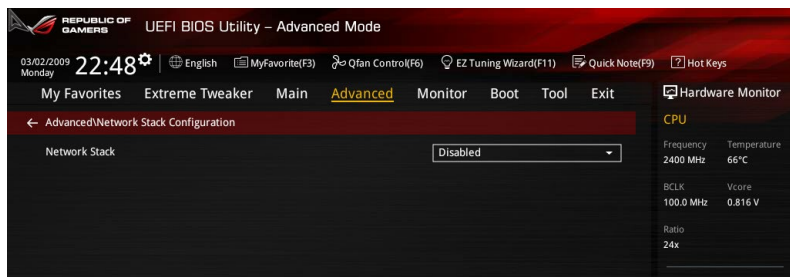 REPUBLIC OF
GAMERS
UEFI BIOS Utility – Advanced Mode
03/02/2009
Monday
22:48
English
MyFavorite(F3)
Qfan Control(F6)
EZ Tuning Wizard(F11)
Quick Note(F9)
? Hot Keys
My Favorites
Extreme Tweaker
Main
Advanced
Monitor
Boot
Tool
Exit
Hardware Monitor
← Advanced\Network Stack Configuration
Network Stack
Disabled
CPU
Frequency Temperature
2400 MHz 66°C
BCLK Vcore
100.0 MHz 0.816 V
Ratio
24x